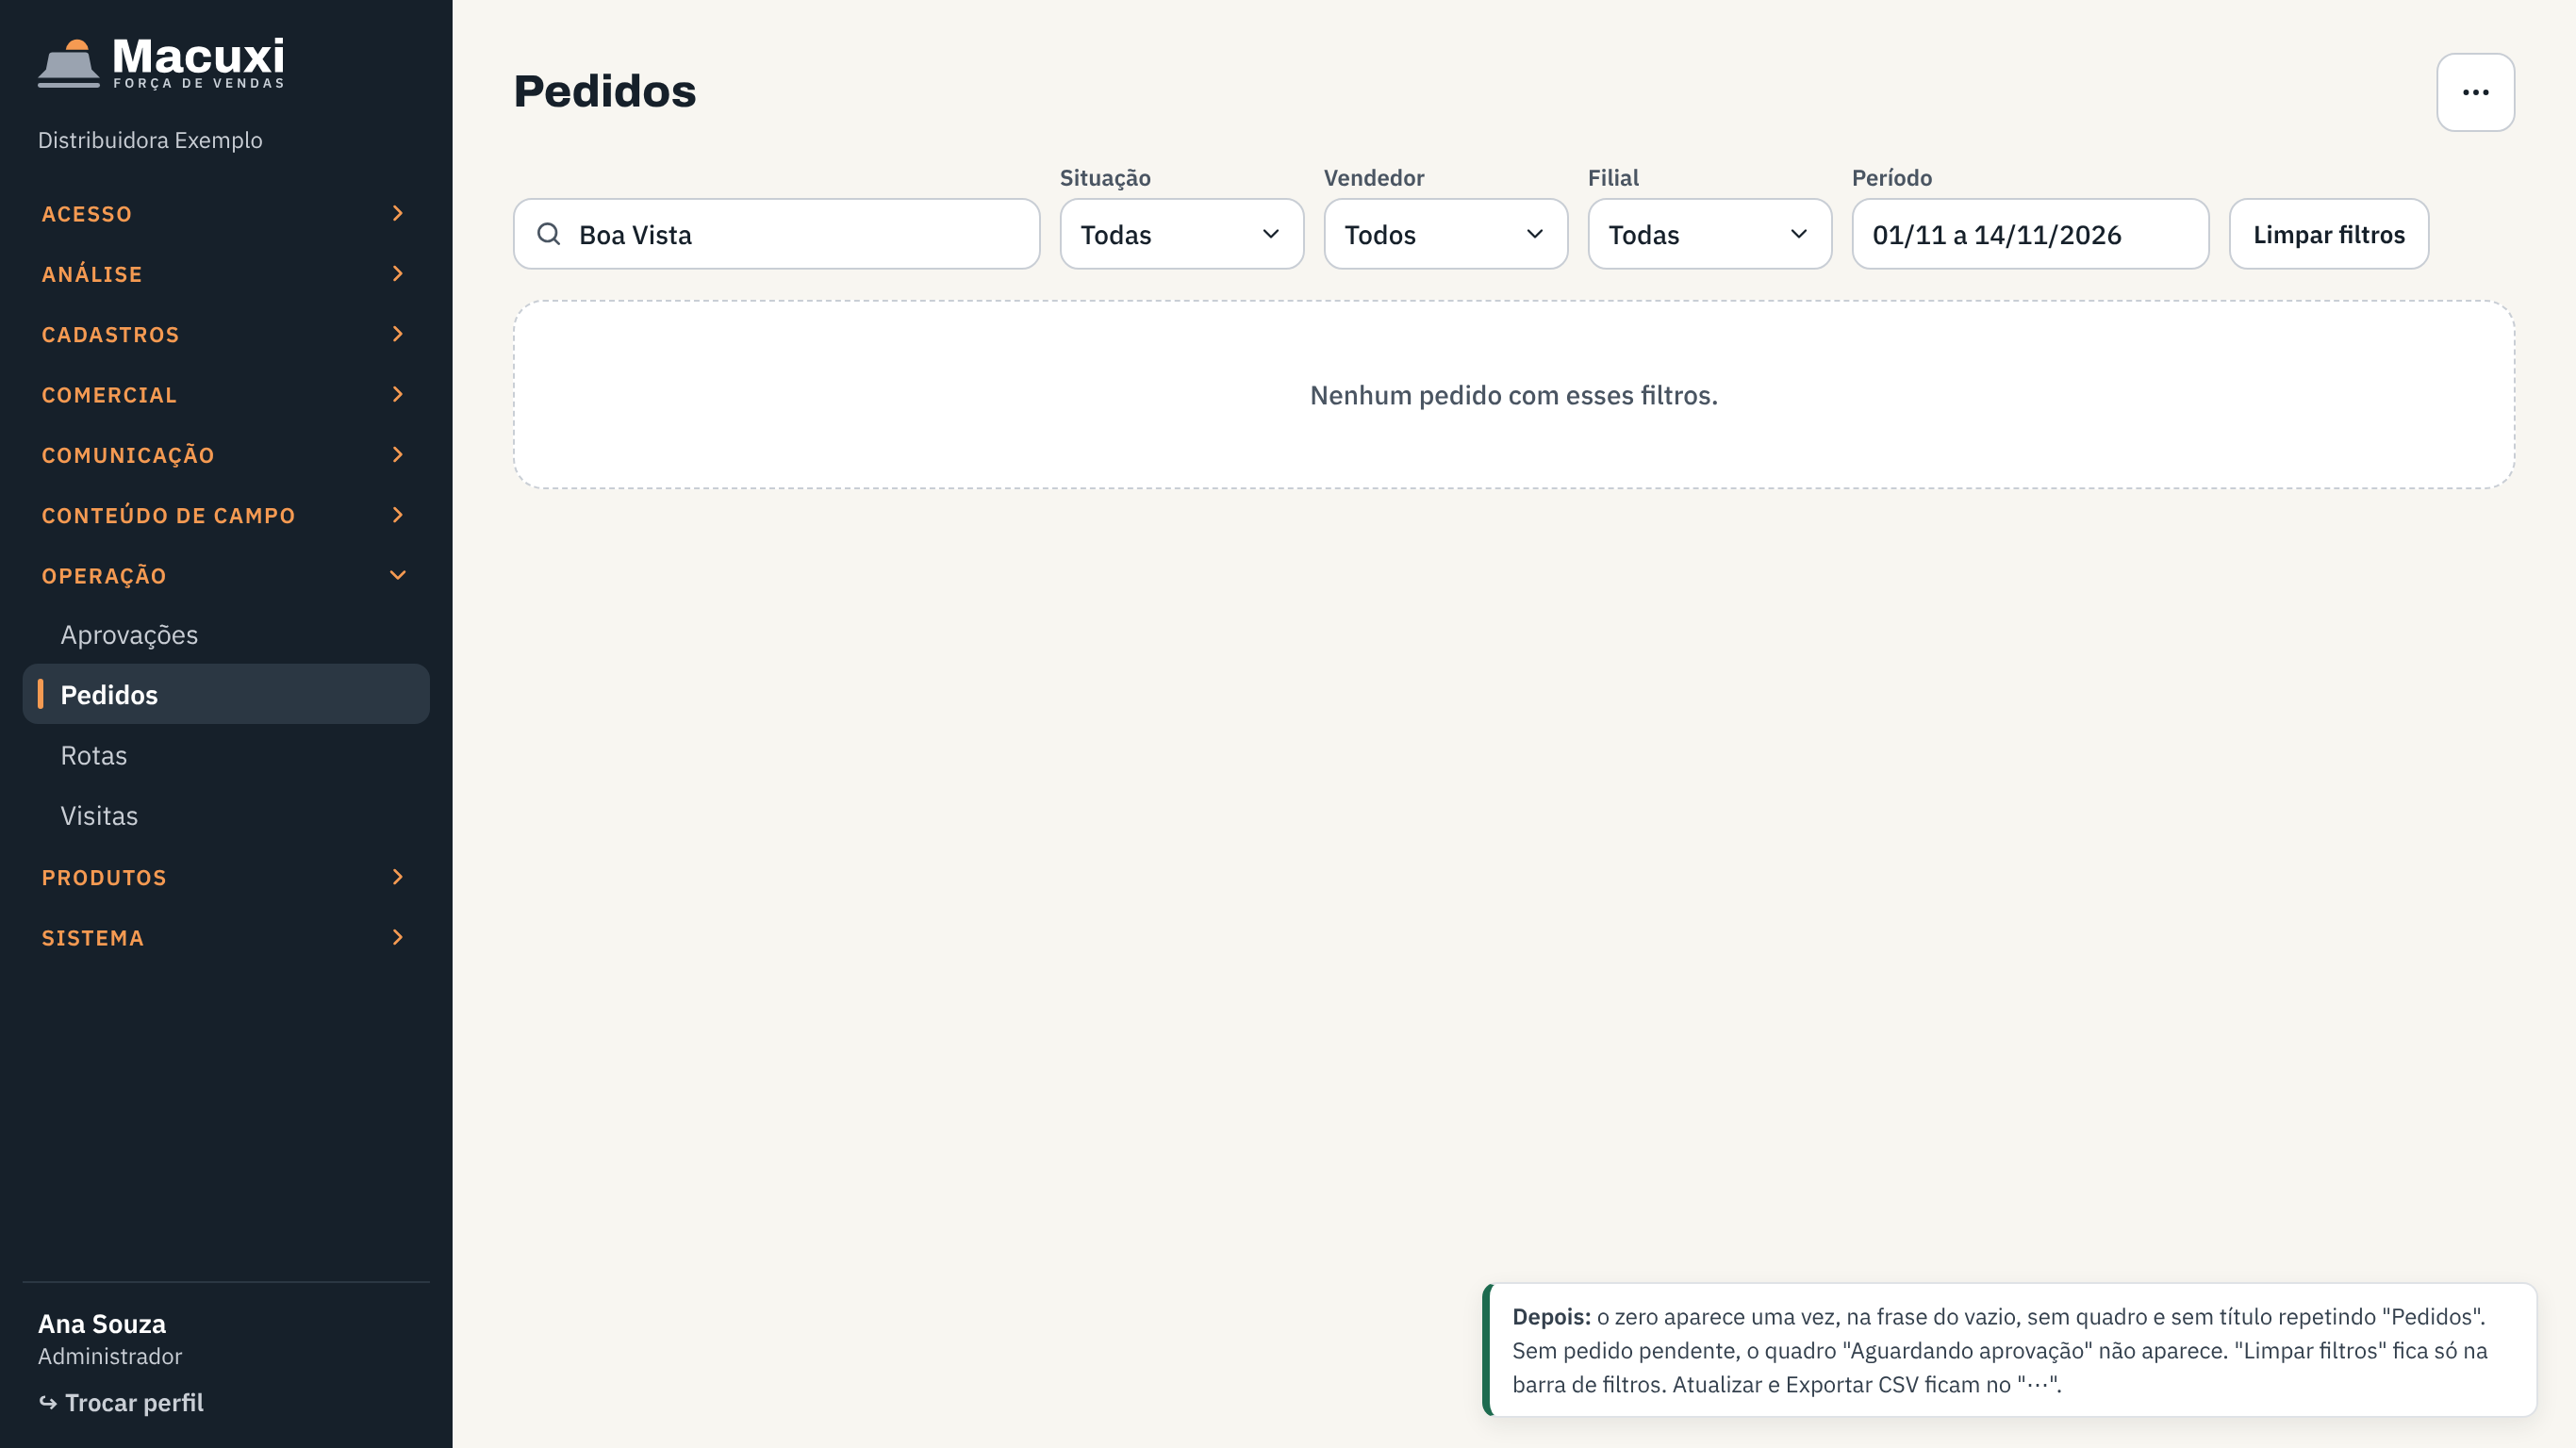 Macuxi
FORÇA DE VENDAS
Distribuidora Exemplo
ACESSO
ANÁLISE
CADASTROS
COMERCIAL
COMUNICAÇÃO
CONTEÚDO DE CAMPO
OPERAÇÃO
Aprovações
Pedidos
Rotas
Visitas
PRODUTOS
SISTEMA
Ana Souza
Administrador
↪ Trocar perfil
Pedidos
···
Situação
Vendedor
Filial
Período
Boa Vista
Todas
Todos
Todas
01/11 a 14/11/2026
Limpar filtros
Nenhum pedido com esses filtros.
Depois: o zero aparece uma vez, na frase do vazio, sem quadro e sem título repetindo "Pedidos".
Sem pedido pendente, o quadro "Aguardando aprovação" não aparece. "Limpar filtros" fica só na
barra de filtros. Atualizar e Exportar CSV ficam no "···".